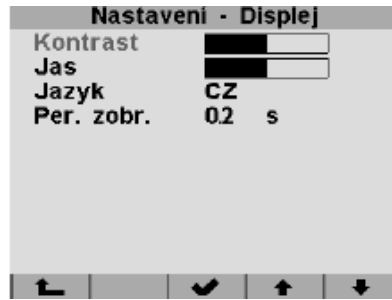 Nastavení - Displej
Kontrast
Jas
Jazyk CZ
Per. zobr. 0.2 s